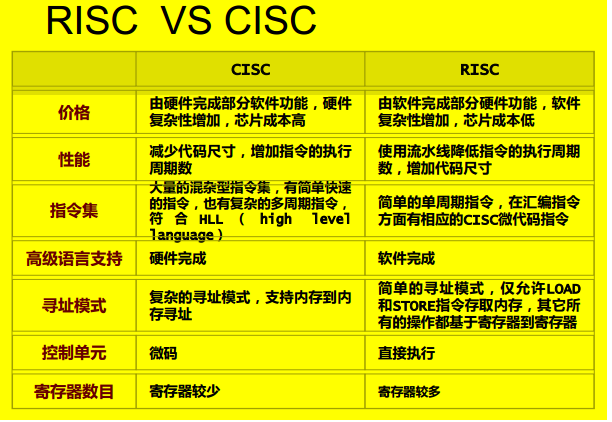 RISC VS CISC
CISC
RISC
价格
由硬件完成部分软件功能，硬件
复杂性增加，芯片成本高
由软件完成部分硬件功能，软件
复杂性增加，芯片成本低
性能
减少代码尺寸，增加指令的执行
周期数
使用流水线降低指令的执行周期
数，增加代码尺寸
指令集
大量的混杂型指令集，有简单快速
的指令，也有复杂的多周期指令，
符合HLL（high level
language）
简单的单周期指令，在汇编指令
方面有相应的CISC微代码指令
高级语言支持
硬件完成
软件完成
寻址模式
复杂的寻址模式，支持内存到内
存寻址
简单的寻址模式，仅允许LOAD
和STORE指令存取内存，其它所
有的操作都基于寄存器到寄存器
控制单元
微码
直接执行
寄存器数目
寄存器较少
寄存器较多